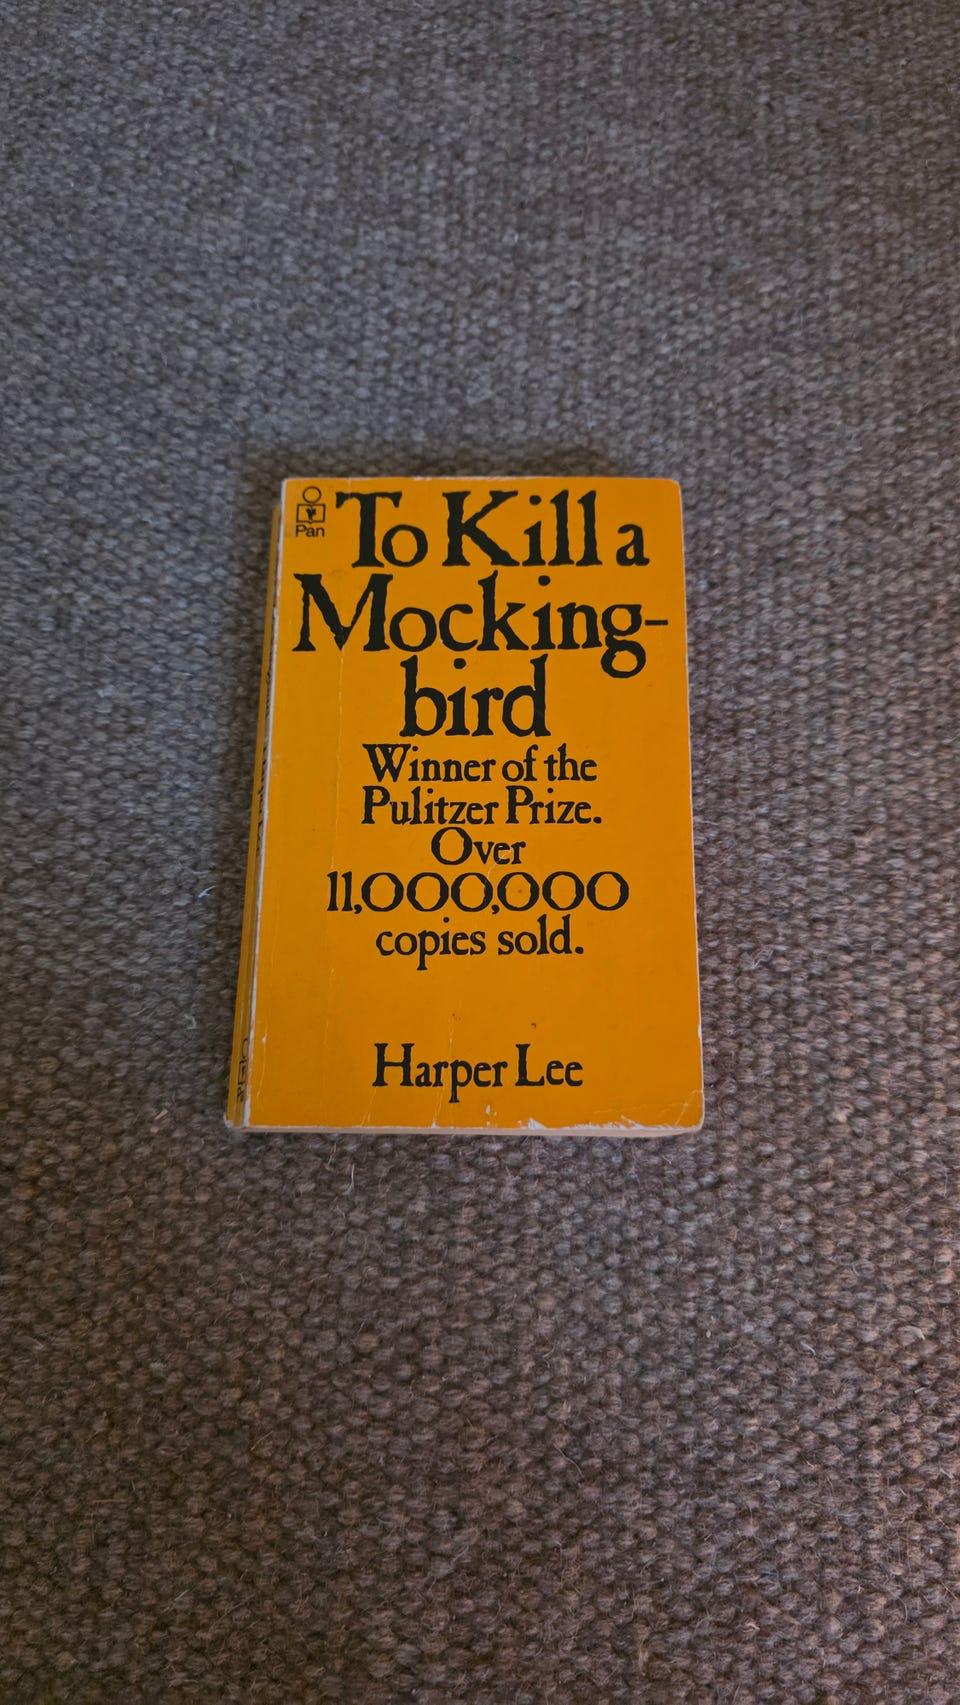 Pan
To Kill a
Mocking-
bird
Winner of the
Pulitzer Prize.
Over
11,000,000
copies sold.
Harper Lee